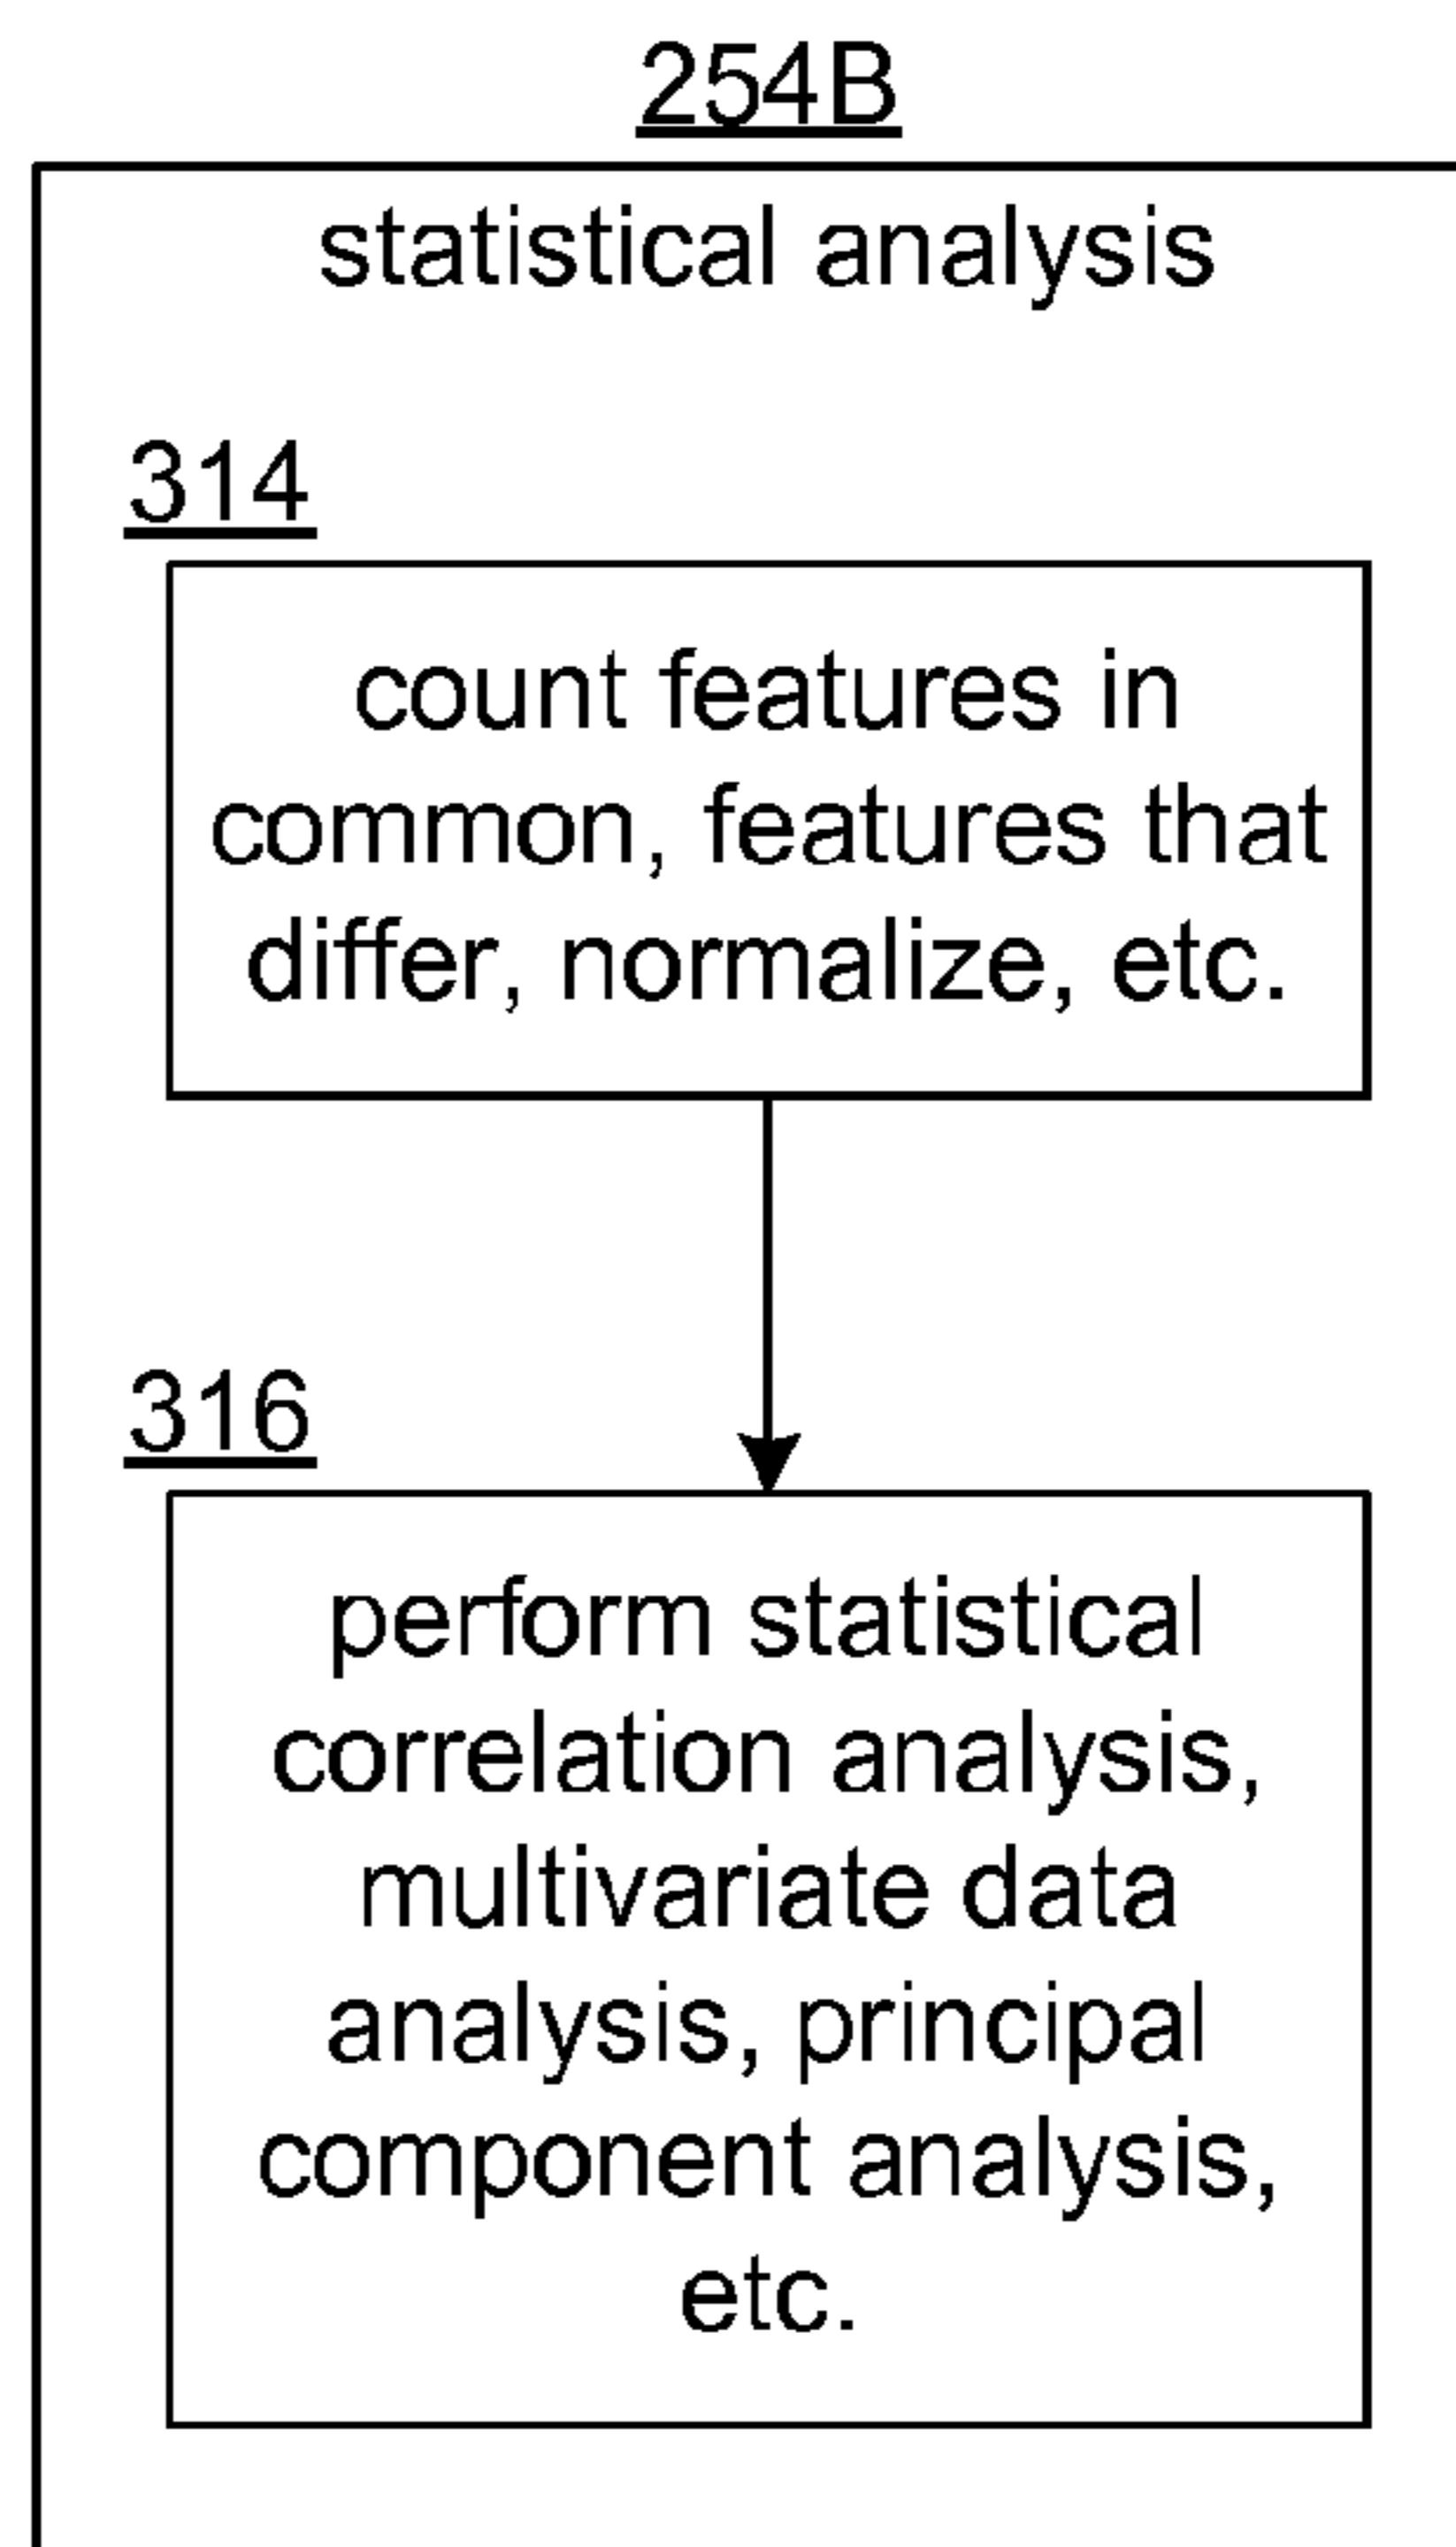 254B
statistical analysis
314
count features in
common, features that
differ, normalize, etc.
316
perform statistical
correlation analysis,
multivariate data
analysis, principal
component analysis,
etc.